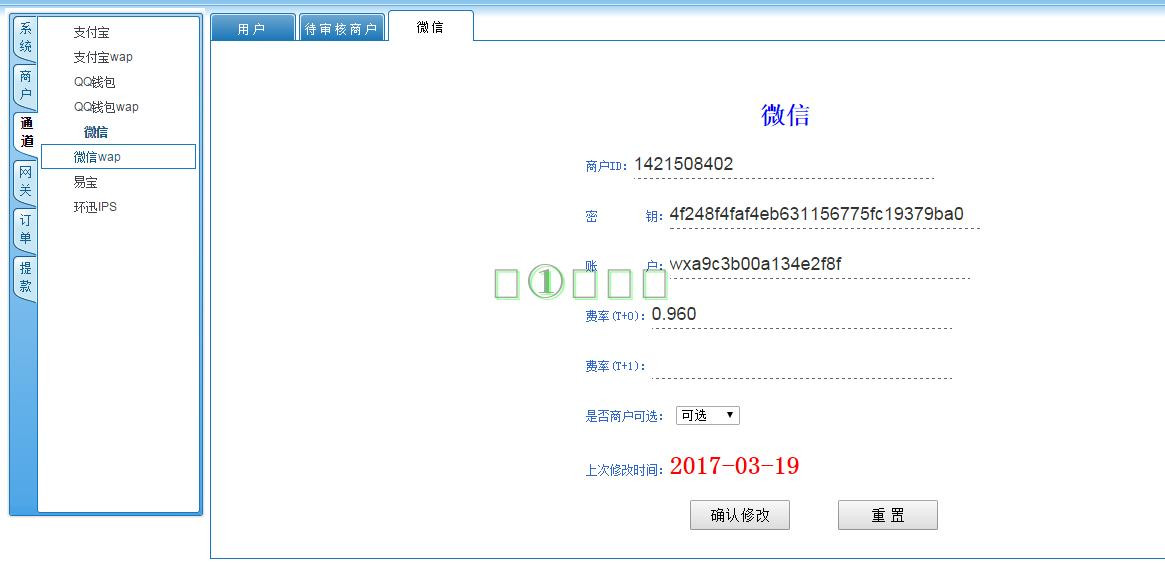 系统
商户
通道
网关
订单
提款
支付宝
支付宝wap
QQ钱包
QQ钱包wap
微信
微信wap
易宝
环迅IPS
用户 待审核商户 微信
微信
商户ID: 1421508402
密 钥: 4f248f4faf4eb631156775fc19379ba0
账 户: wxa9c3b00a134e2f8f
①
费率(T+0): 0.960
费率(T+1):
是否商户可选: 可选
上次修改时间: 2017-03-19
确认修改 重 置